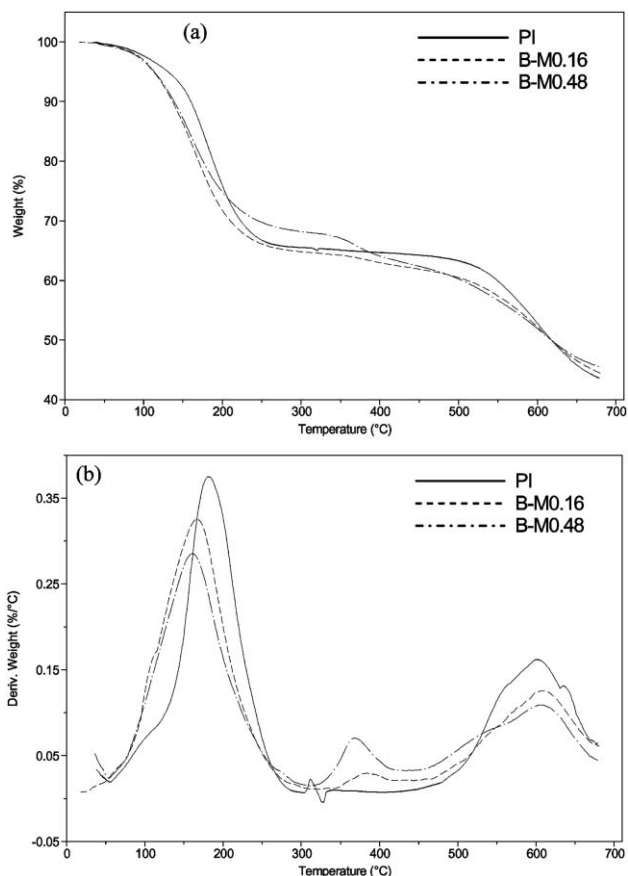 (a)
PI
B-M0.16
B-M0.48
Weight (%)
100
90
80
70
60
50
40
0 100 200 300 400 500 600 700
Temperature (°C)
(b)
PI
B-M0.16
B-M0.48
Deriv. Weight (%/°C)
0.35
0.25
0.15
0.05
-0.05
0 100 200 300 400 500 600 700
Temperature (°C)